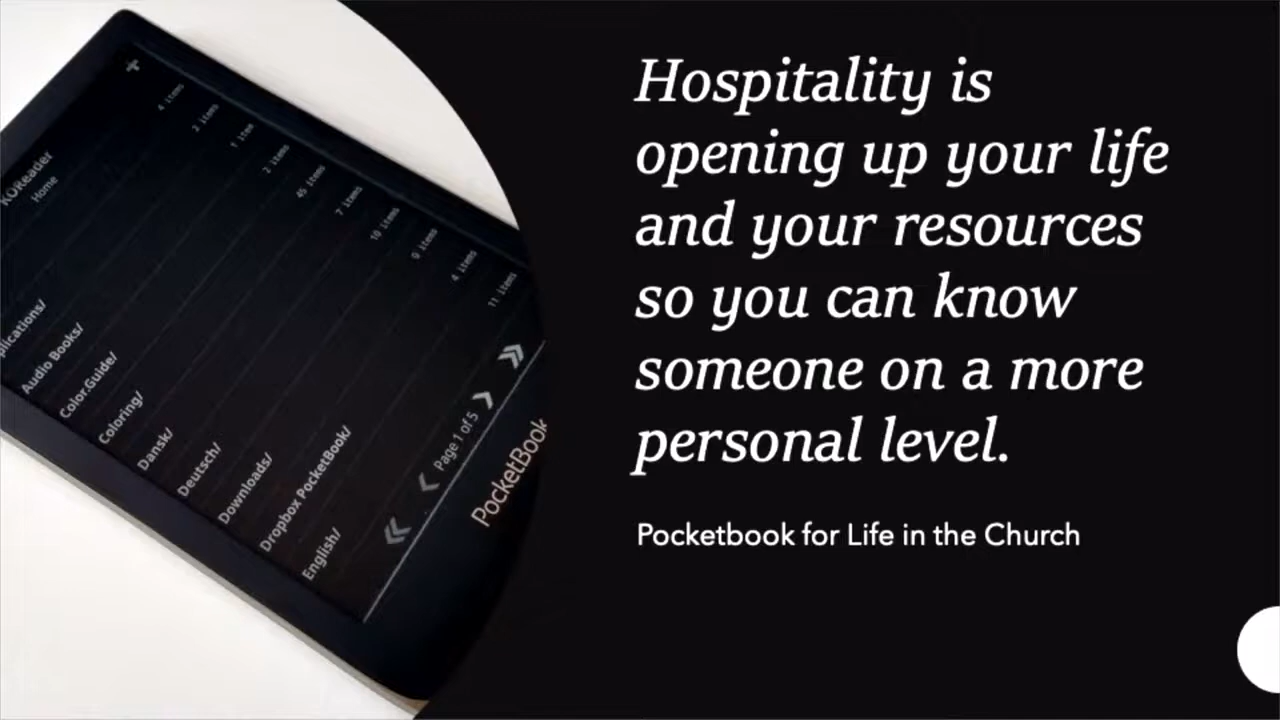 KOReader
Home
4 items
2 items
1 item
2 items
45 items
7 items
10 items
0 items
4 items
11 items
Audio Books/
Color.Guide/
Coloring/
Dansk/
Deutsch/
Downloads/
Dropbox PocketBook/
English/
Page 1 of 5
PocketBook
Hospitality is
opening up your life
and your resources
so you can know
someone on a more
personal level.
Pocketbook for Life in the Church